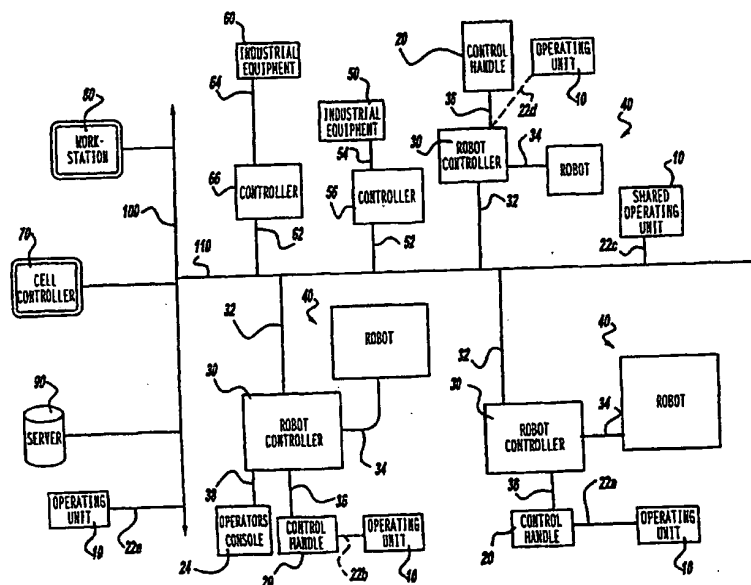 60
INDUSTRIAL
EQUIPMENT
64
66
CONTROLLER
62
50
INDUSTRIAL
EQUIPMENT
54
56
CONTROLLER
52
20
CONTROL
HANDLE
36
OPERATING
UNIT
10
22d
30
ROBOT
CONTROLLER
34
ROBOT
40
32
10
SHARED
OPERATING
UNIT
22c
80
WORK-
STATION
100
70
CELL
CONTROLLER
110
90
SERVER
OPERATING
UNIT
10
22e
32
40
ROBOT
30
ROBOT
CONTROLLER
34
38
36
OPERATORS
CONSOLE
24
CONTROL
HANDLE
20
22b
OPERATING
UNIT
10
32
40
30
ROBOT
CONTROLLER
34
ROBOT
36
22a
20
CONTROL
HANDLE
OPERATING
UNIT
10